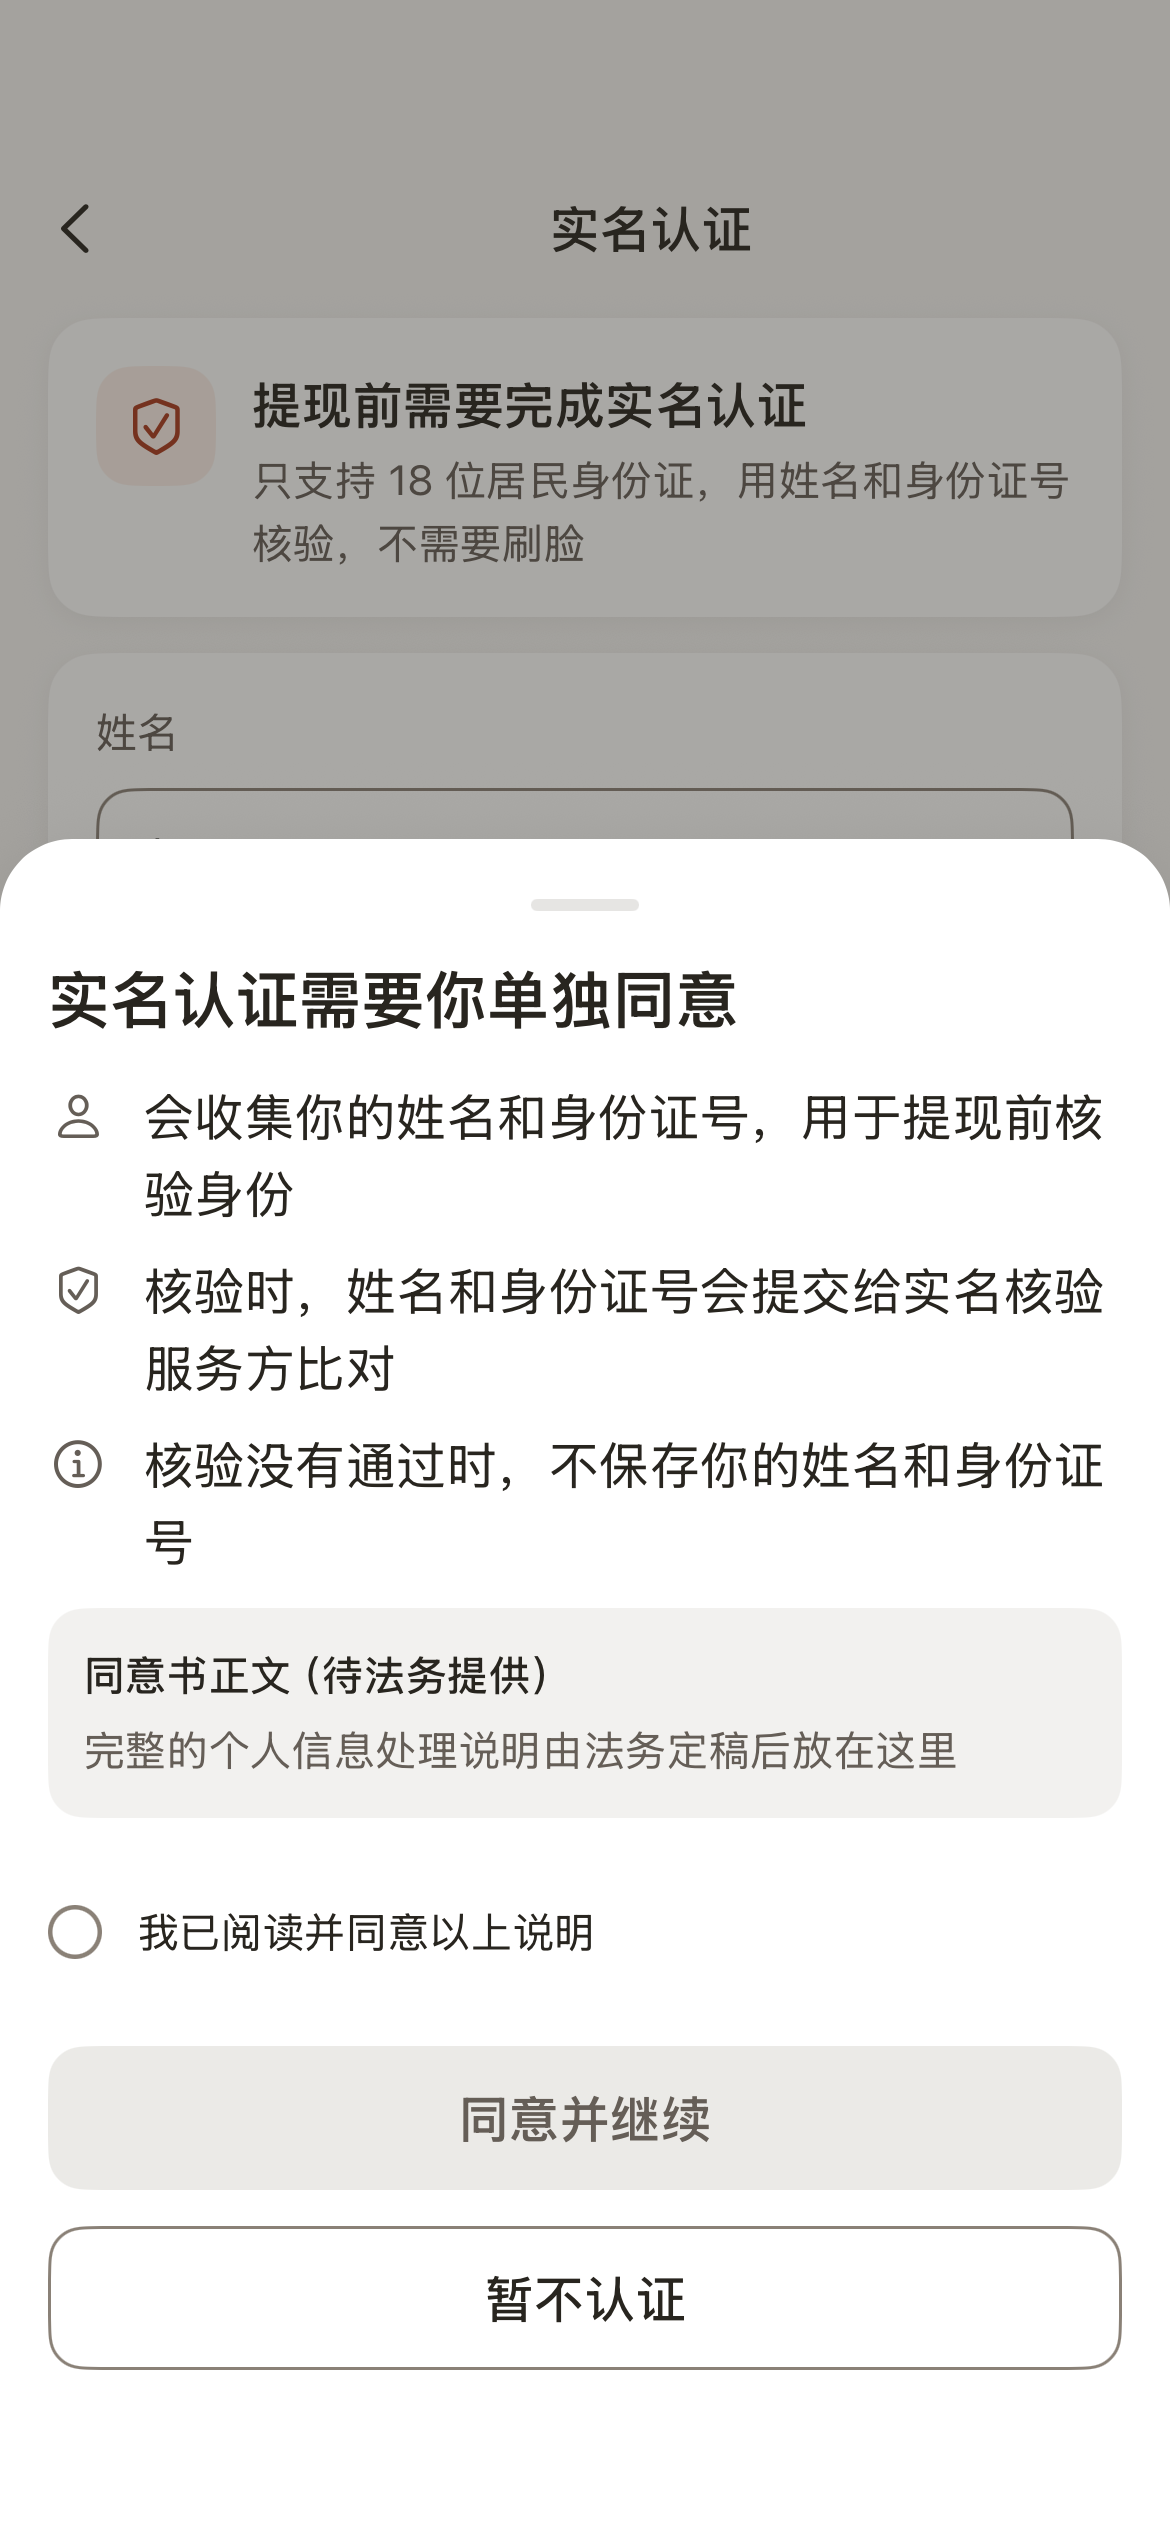 实名认证
提现前需要完成实名认证
只支持 18 位居民身份证，用姓名和身份证号
核验，不需要刷脸
姓名
实名认证需要你单独同意
会收集你的姓名和身份证号，用于提现前核
验身份
核验时，姓名和身份证号会提交给实名核验
服务方比对
核验没有通过时，不保存你的姓名和身份证
号
同意书正文（待法务提供）
完整的个人信息处理说明由法务定稿后放在这里
我已阅读并同意以上说明
同意并继续
暂不认证